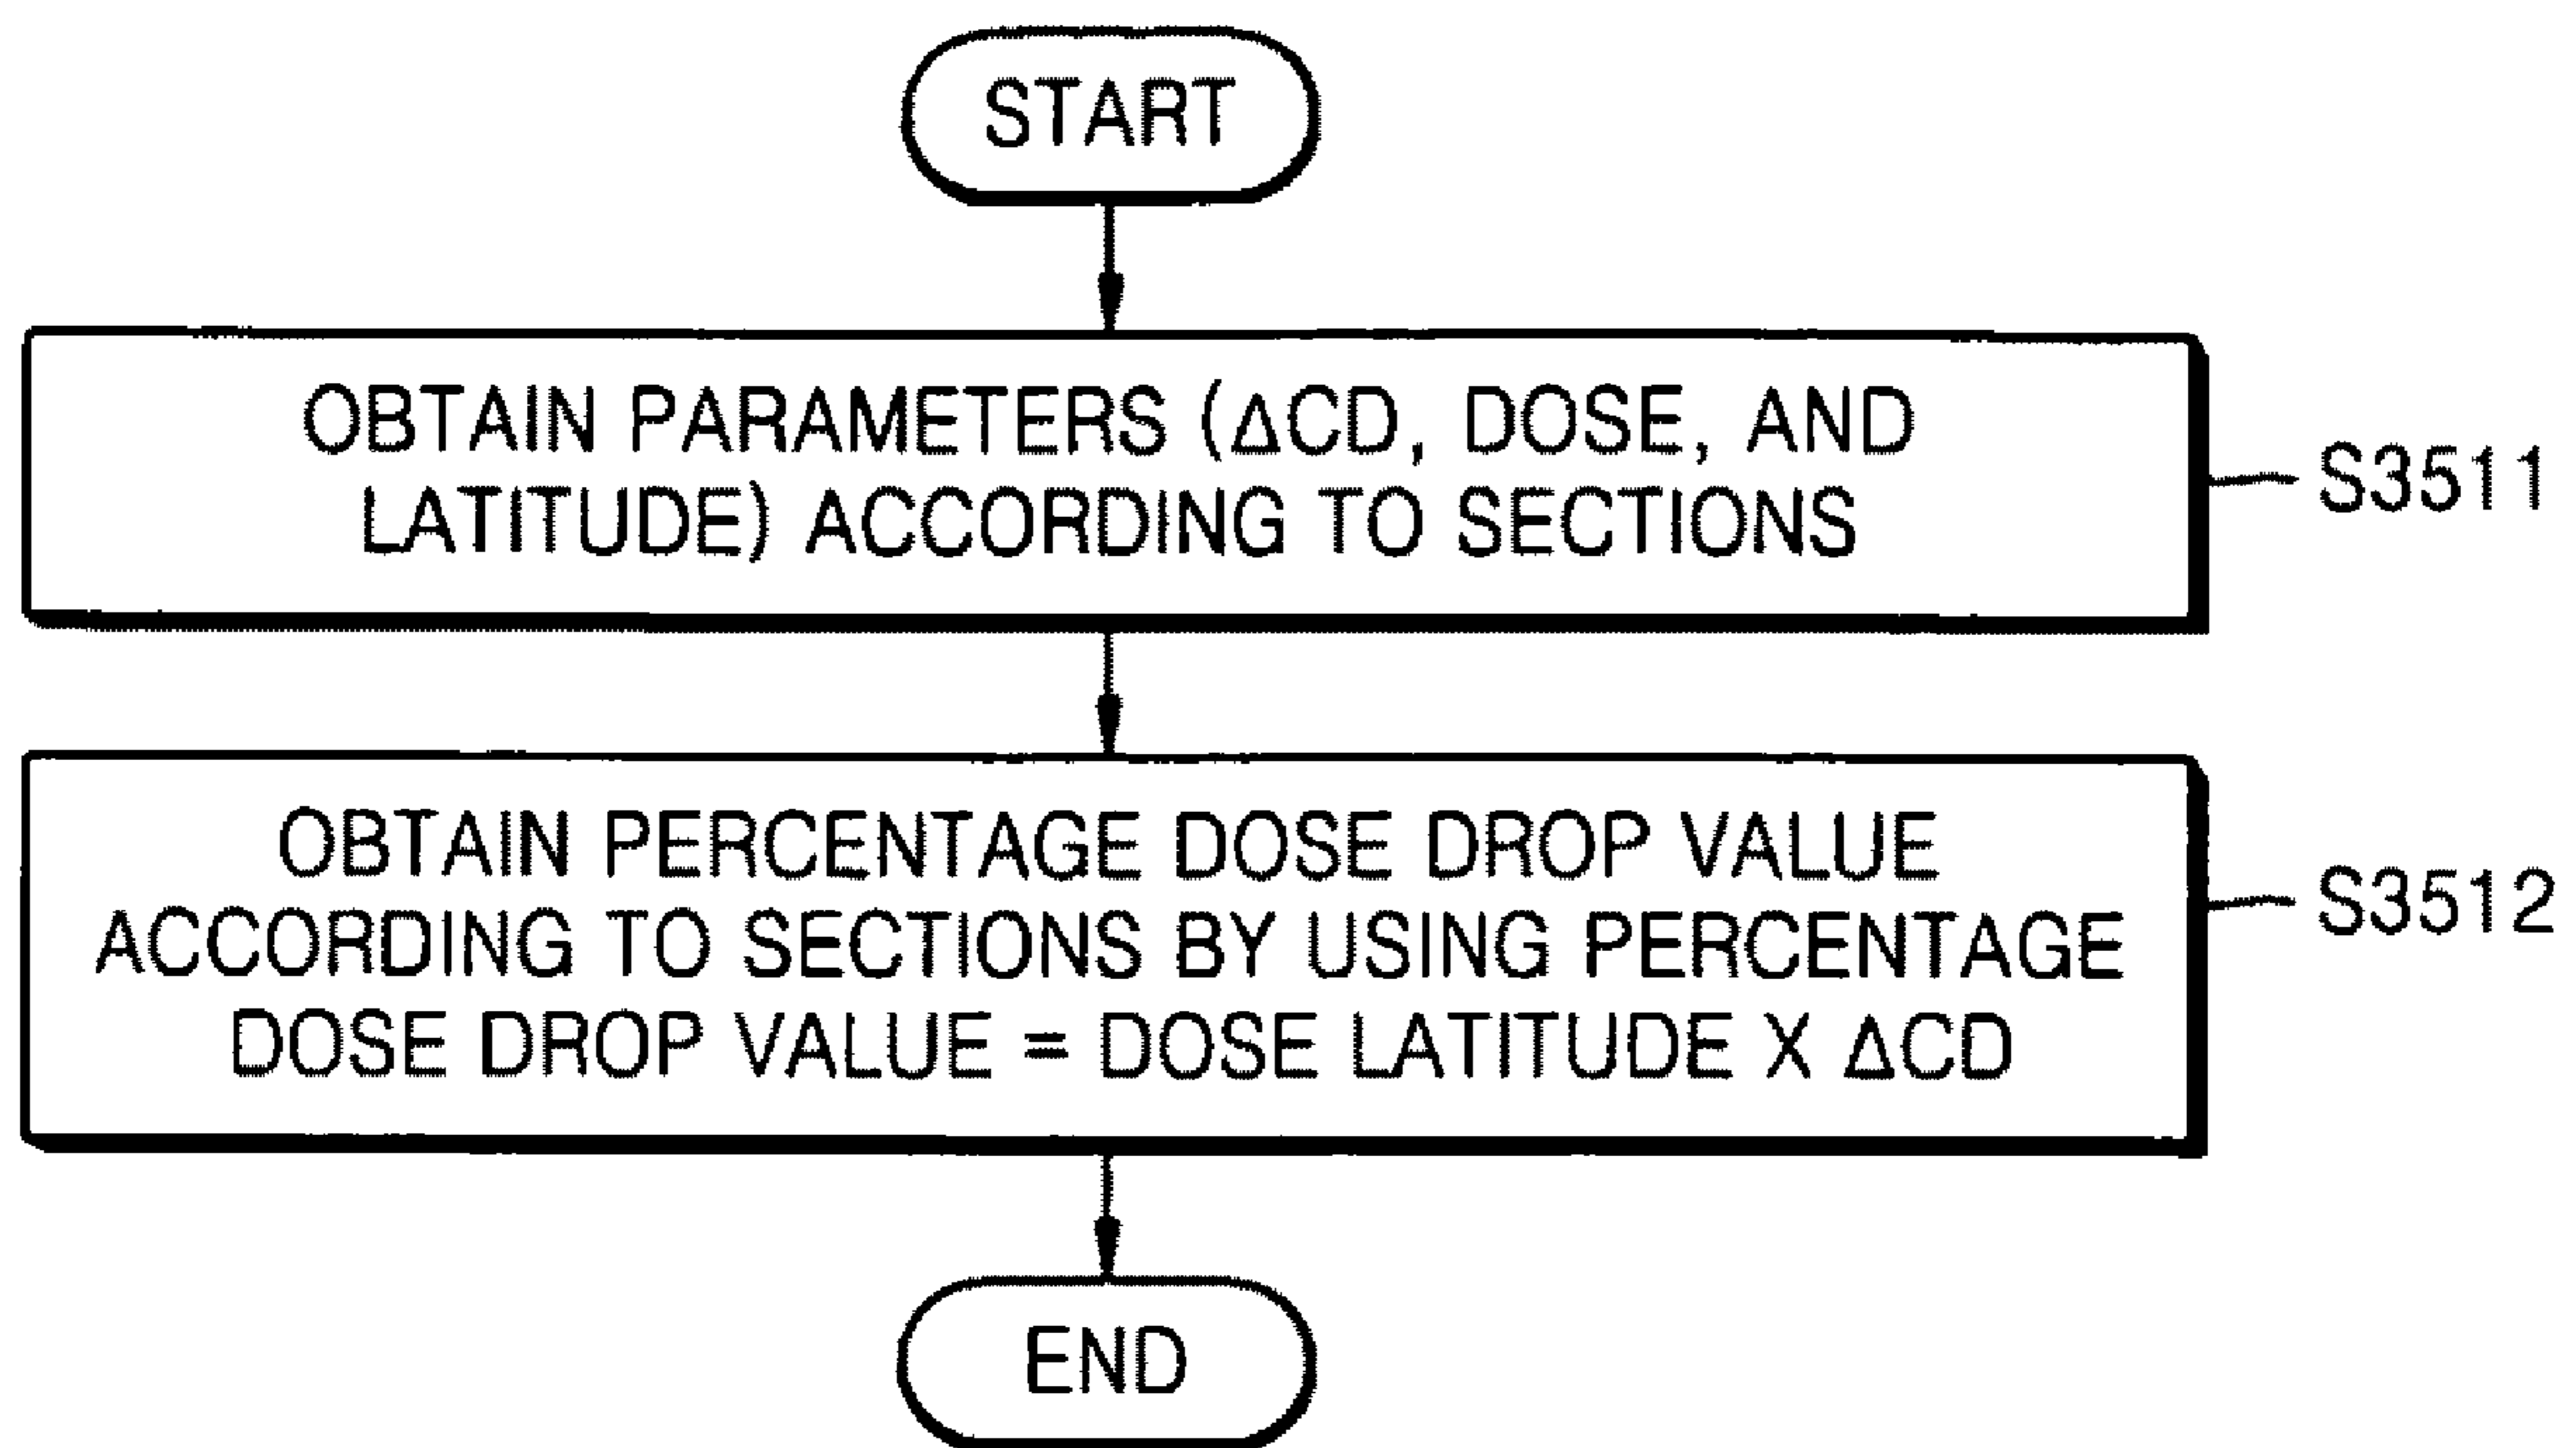 START
OBTAIN PARAMETERS (ΔCD, DOSE, AND
LATITUDE) ACCORDING TO SECTIONS
S3511
OBTAIN PERCENTAGE DOSE DROP VALUE
ACCORDING TO SECTIONS BY USING PERCENTAGE
DOSE DROP VALUE = DOSE LATITUDE X ΔCD
S3512
END